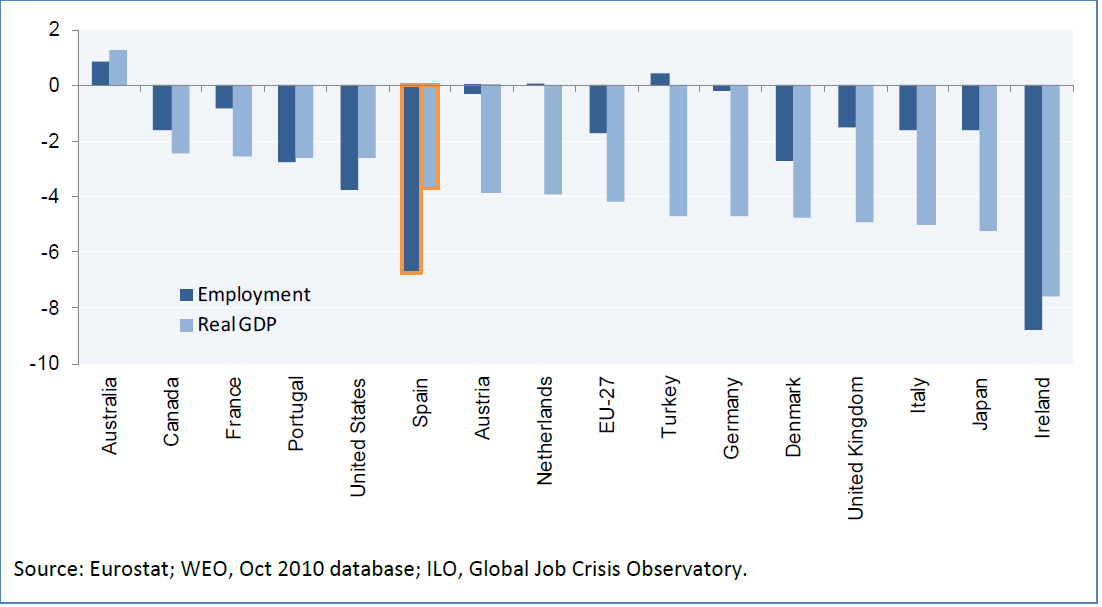 2
0
-2
-4
-6
-8
-10
Employment
Real GDP
Australia
Canada
France
Portugal
United States
Spain
Austria
Netherlands
EU-27
Turkey
Germany
Denmark
United Kingdom
Italy
Japan
Ireland
Source: Eurostat; WEO, Oct 2010 database; ILO, Global Job Crisis Observatory.